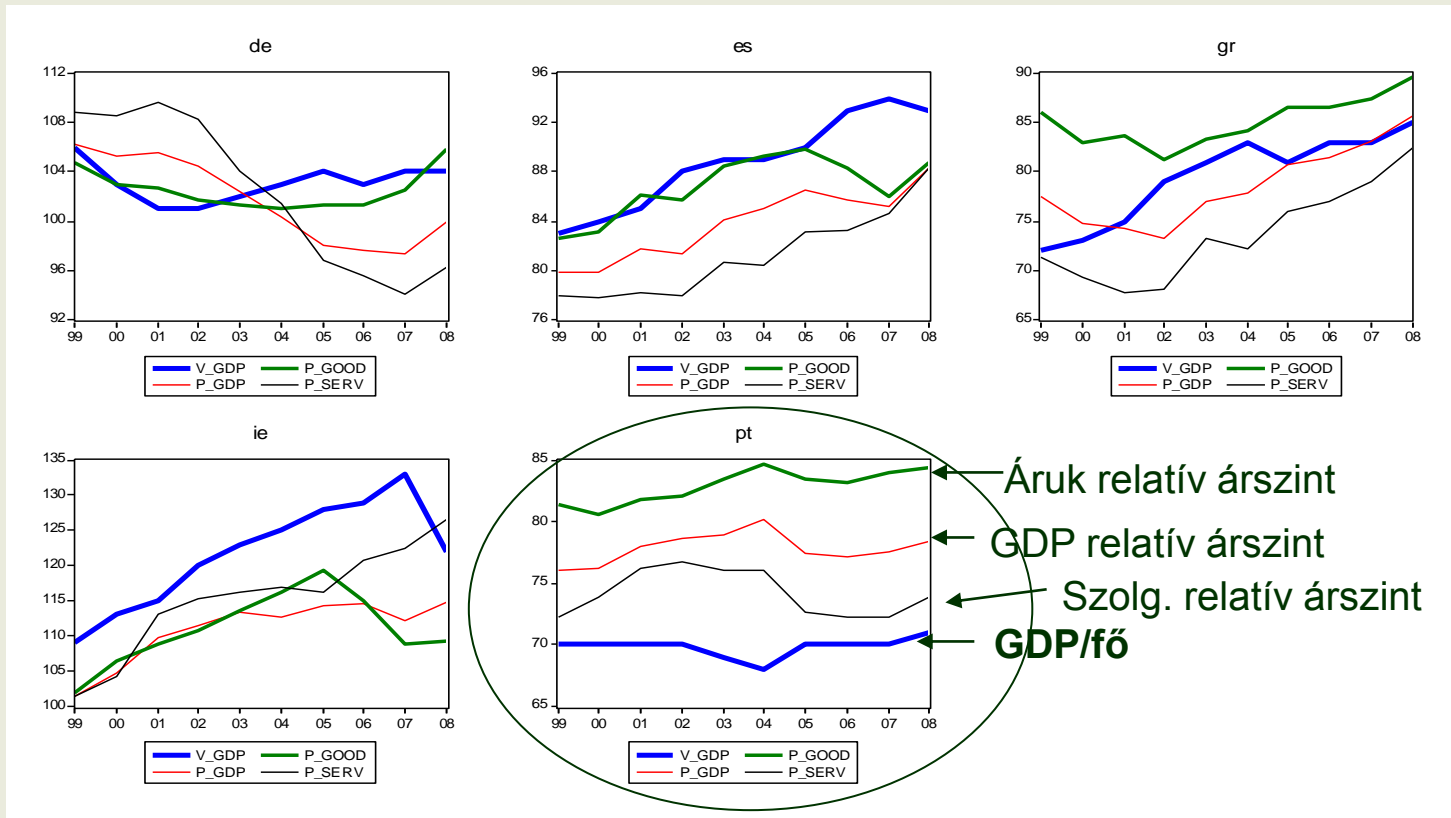 de
112
108
104
100
96
92
99 00 01 02 03 04 05 06 07 08
V_GDP P_GOOD
P_GDP P_SERV
es
96
92
88
84
80
76
99 00 01 02 03 04 05 06 07 08
V_GDP P_GOOD
P_GDP P_SERV
gr
90
85
80
75
70
65
99 00 01 02 03 04 05 06 07 08
V_GDP P_GOOD
P_GDP P_SERV
ie
135
130
125
120
115
110
105
100
99 00 01 02 03 04 05 06 07 08
V_GDP P_GOOD
P_GDP P_SERV
pt
85
80
75
70
65
99 00 01 02 03 04 05 06 07 08
V_GDP P_GOOD
P_GDP P_SERV
Áruk relatív árszint
GDP relatív árszint
Szolg. relatív árszint
GDP/fő